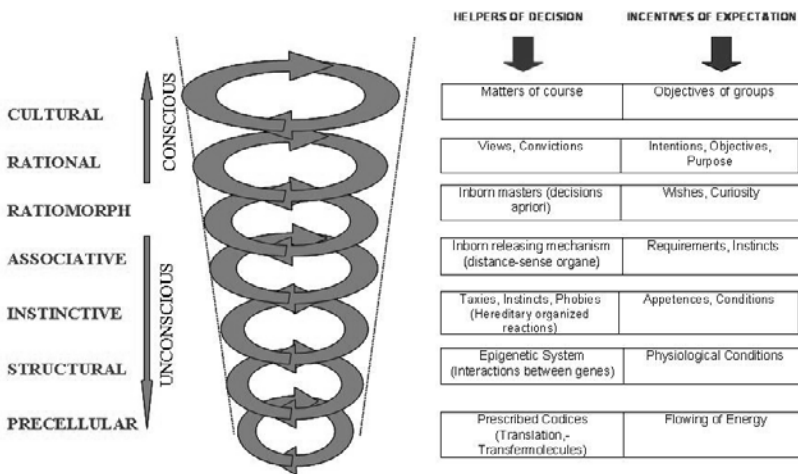 HELPERS OF DECISION
INCENTIVES OF EXPECTATION
CULTURAL
RATIONAL
RATIOMORPH
ASSOCIATIVE
INSTINCTIVE
STRUCTURAL
PRECELLULAR
CONSCIOUS
UNCONSCIOUS
Matters of course
Objectives of groups
Views, Convictions
Intentions, Objectives,
Purpose
Inborn masters (decisions
apriori)
Wishes, Curiosity
Inborn releasing mechanism
(distance-sense organe)
Requirements, Instincts
Taxies, Instincts, Phobies
(Hereditary organized
reactions)
Appetences, Conditions
Epigenetic System
(Interactions between genes)
Physiological Conditions
Prescribed Codices
(Translation,-
Transfermolecules)
Flowing of Energy